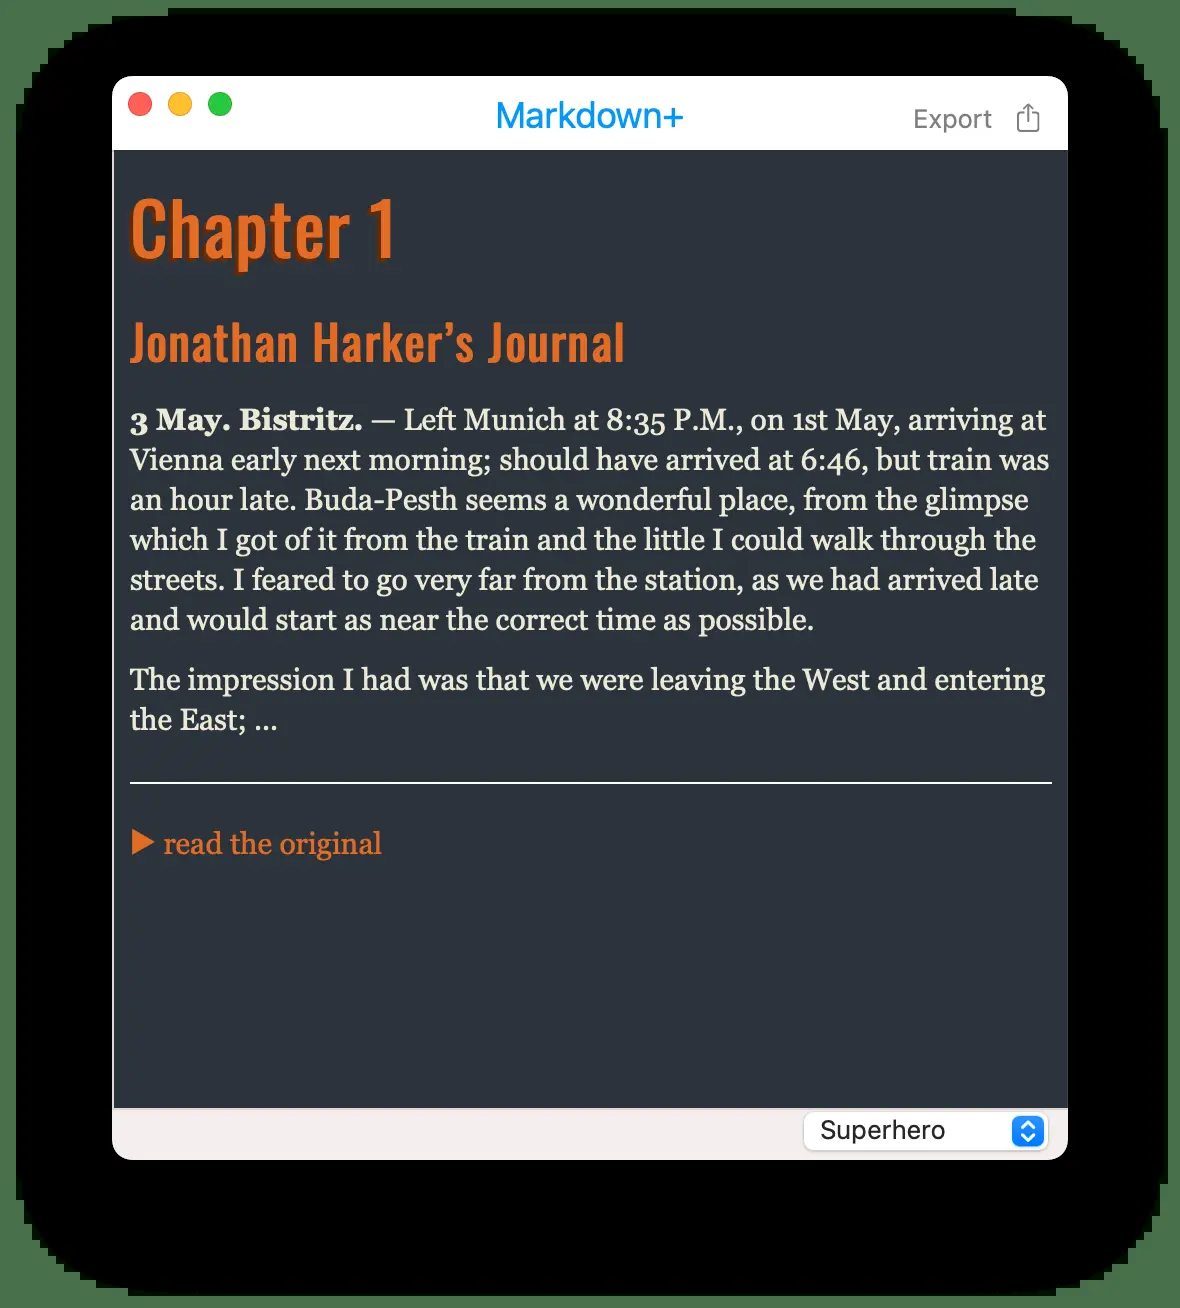 Markdown+
Export
Chapter 1
Jonathan Harker’s Journal
3 May. Bistritz. — Left Munich at 8:35 P.M., on 1st May, arriving at
Vienna early next morning; should have arrived at 6:46, but train was
an hour late. Buda-Pesth seems a wonderful place, from the glimpse
which I got of it from the train and the little I could walk through the
streets. I feared to go very far from the station, as we had arrived late
and would start as near the correct time as possible.
The impression I had was that we were leaving the West and entering
the East; ...
▶ read the original
Superhero